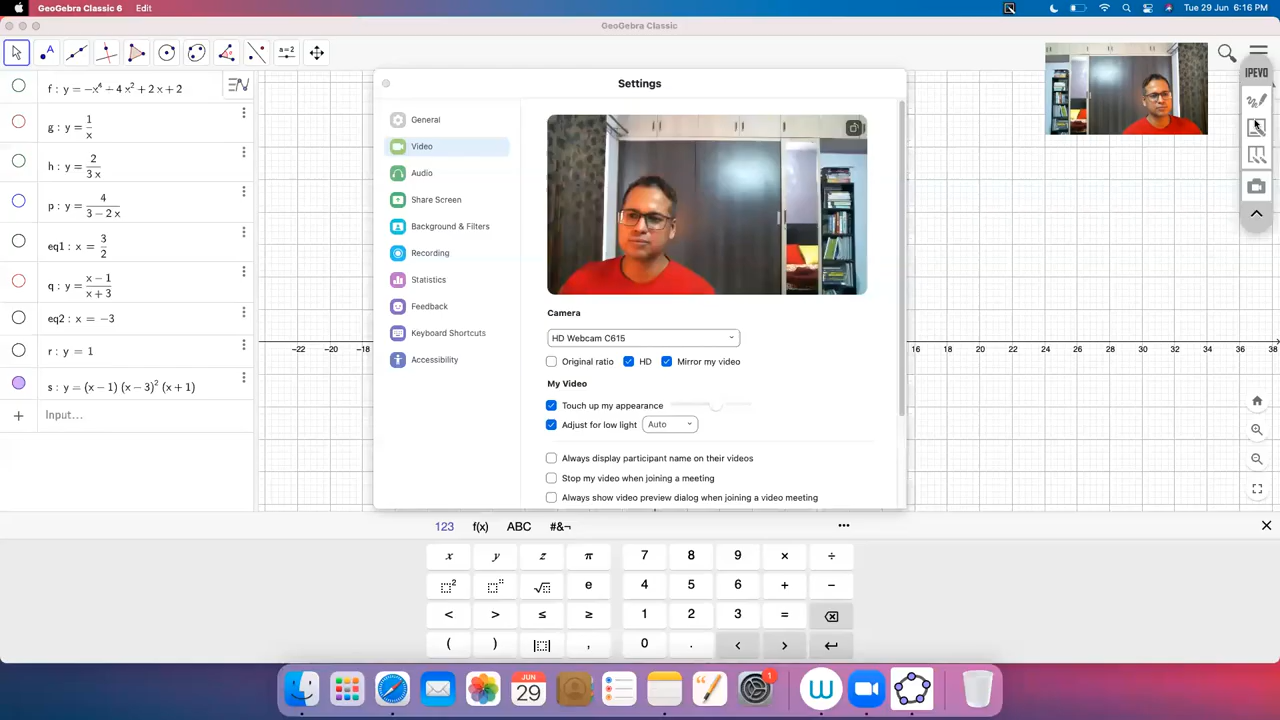 GeoGebra Classic 6 Edit
Tue 29 Jun 6:16 PM
GeoGebra Classic
f : y = −x⁴ − 4 x² + 2 x + 2
g : y = 1/x
h : y = 2/(3 x)
p : y = 4/(3 − 2 x)
eq1 : x = 3/2
q : y = (x − 1)/(x + 3)
eq2 : x = −3
r : y = 1
s : y = (x − 1) (x − 3)² (x + 1)
Input...
Settings
General
Video
Audio
Share Screen
Background & Filters
Recording
Statistics
Feedback
Keyboard Shortcuts
Accessibility
Camera
HD Webcam C615
Original ratio HD Mirror my video
My Video
Touch up my appearance
Adjust for low light Auto
Always display participant name on their videos
Stop my video when joining a meeting
Always show video preview dialog when joining a video meeting
IPEVO
−22 −20 −18 16 18 20 22 24 26 28 30 32 34 36 38
123 f(x) ABC #&¬
x y z π 7 8 9 × ÷
e 4 5 6 + −
< > ≤ ≥ 1 2 3 =
( ) , 0 . < >
JUN
29
1